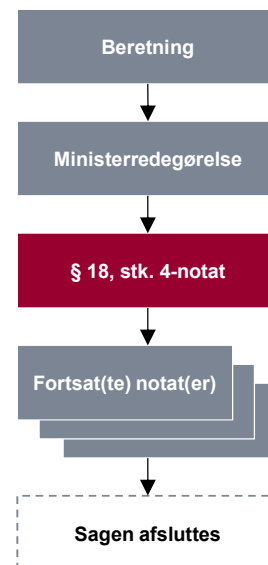 Beretning
Ministerredegørelse
§ 18, stk. 4-notat
Fortsat(te) notat(er)
Sagen afsluttes